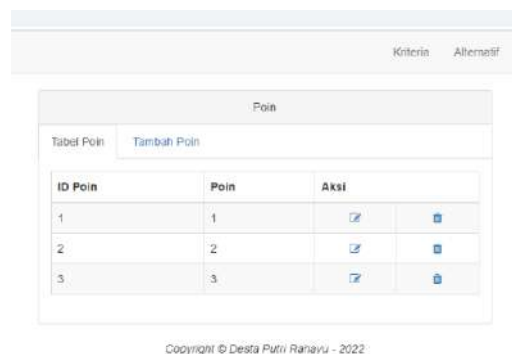 Kriteria Alternatif
Poin
Tabel Poin Tambah Poin
ID Poin Poin Aksi
1 1
2 2
3 3
Copyright © Desta Putri Rahayu - 2022